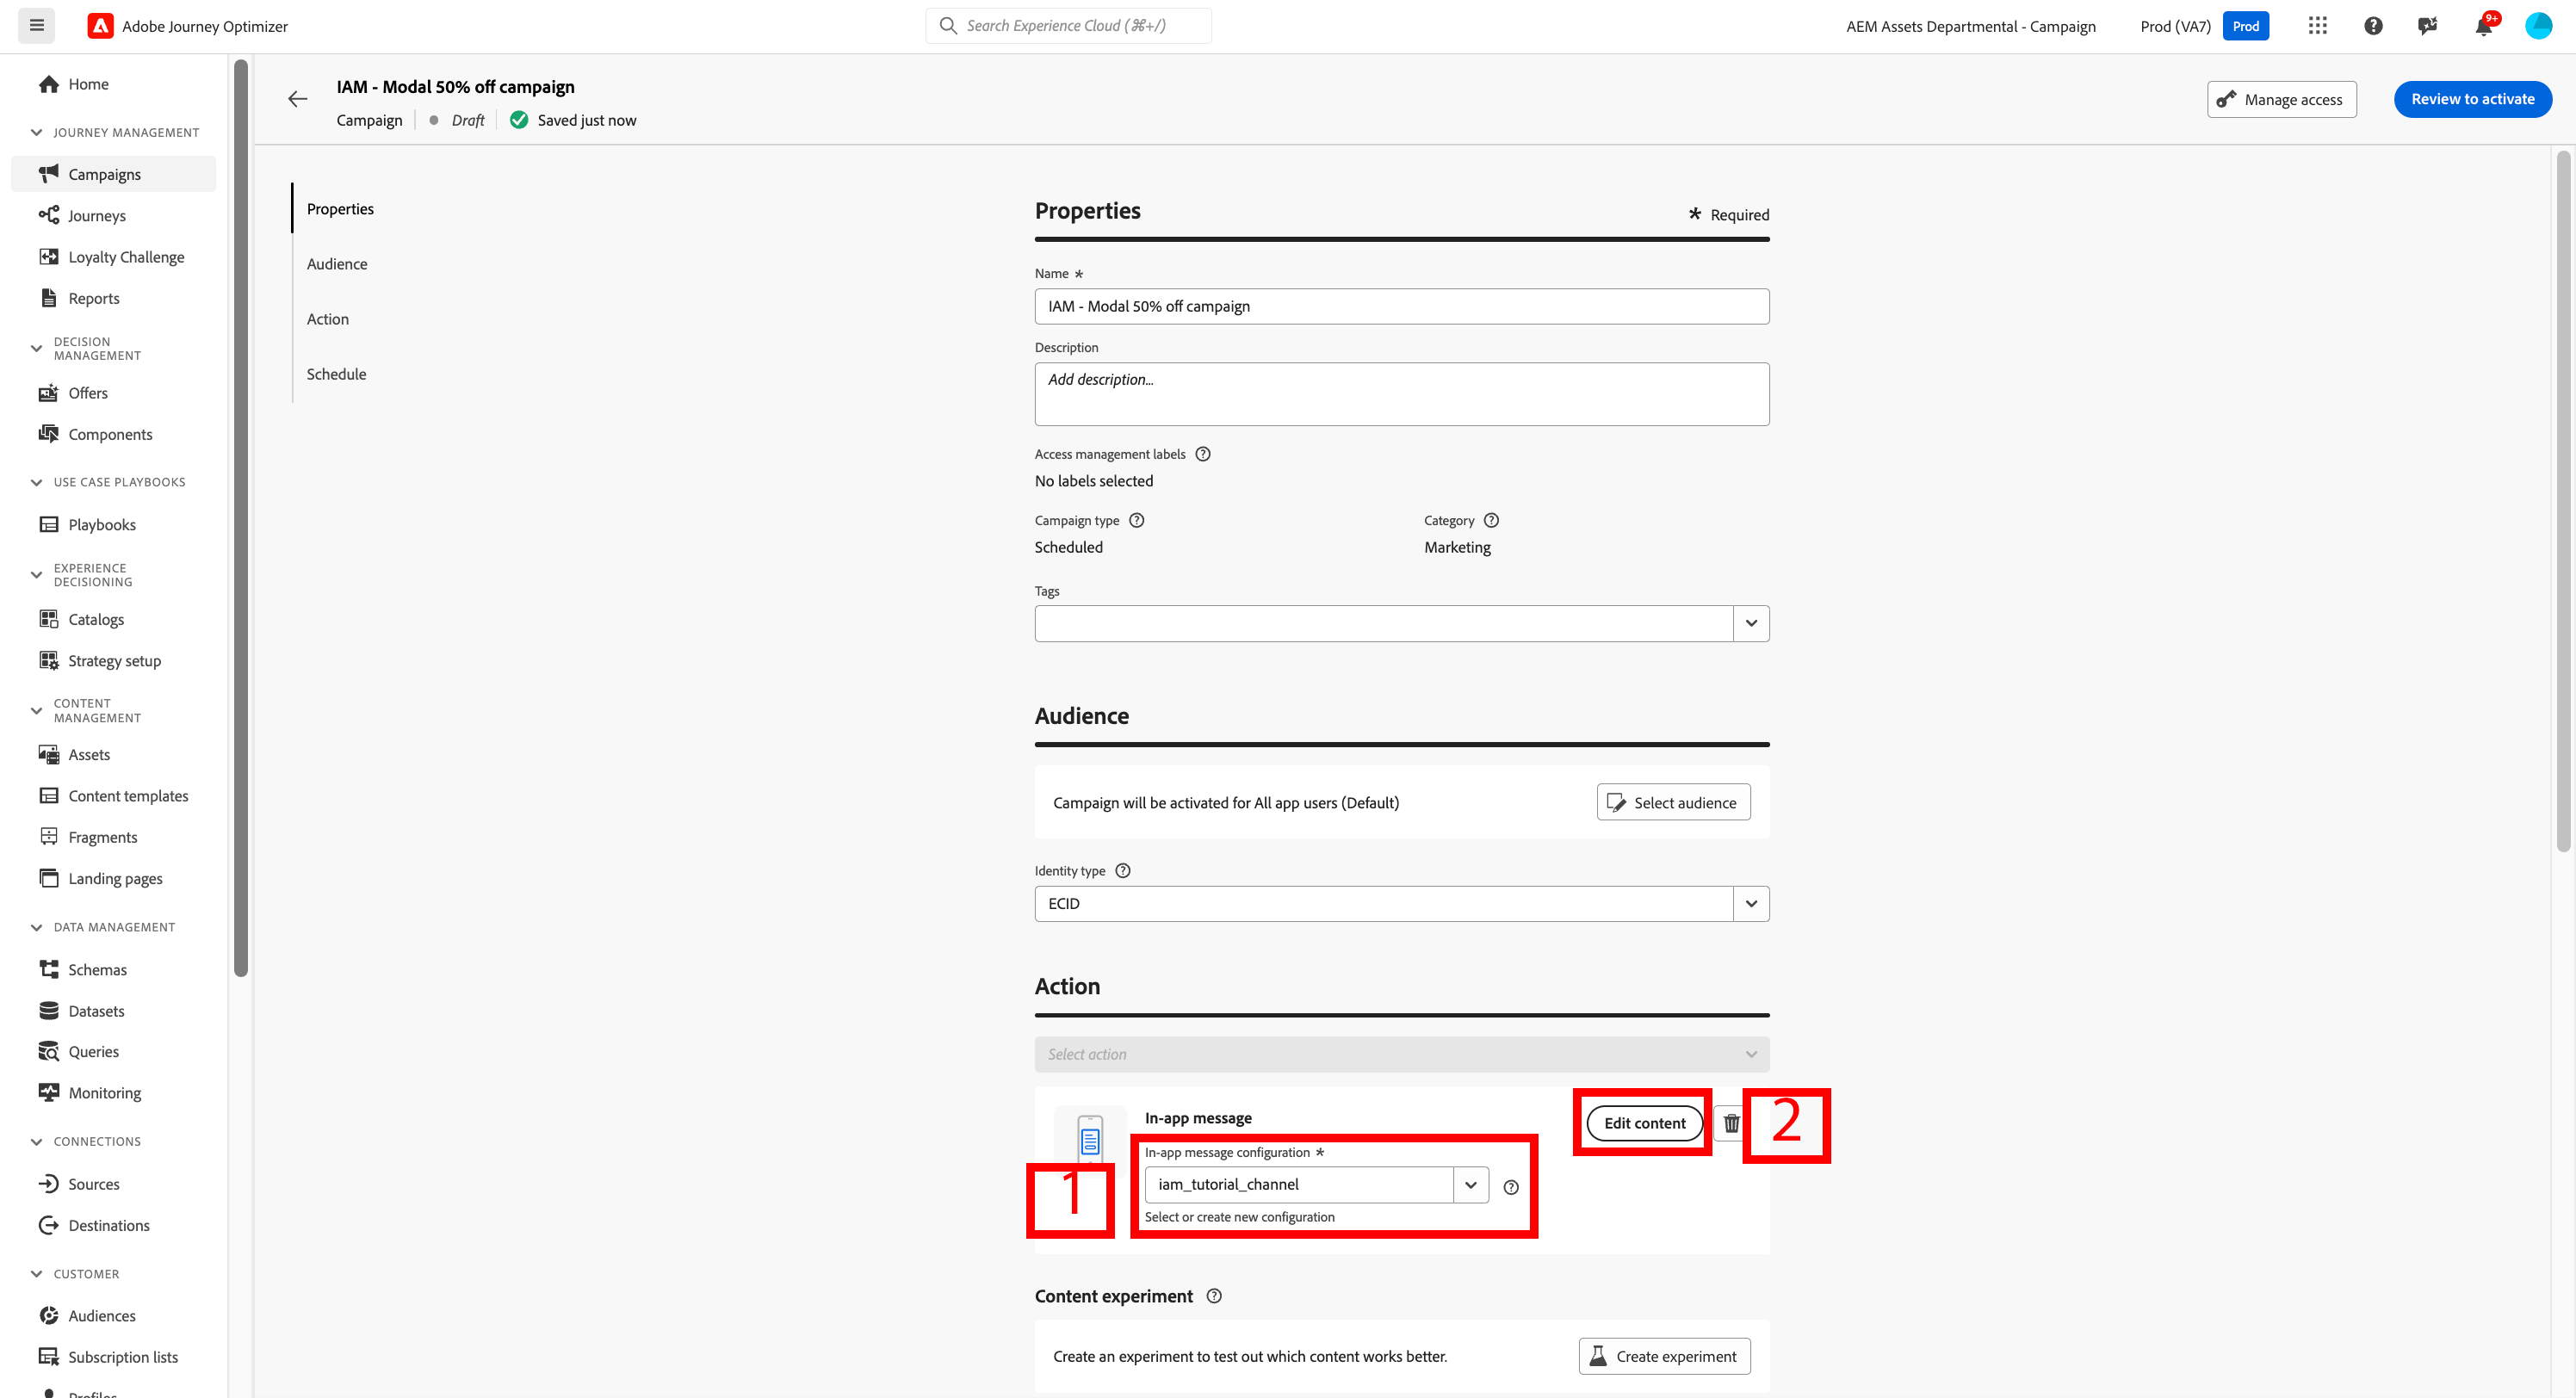 Adobe Journey Optimizer
Search Experience Cloud (⌘+/)
AEM Assets Departmental - Campaign
Prod (VA7)
Prod
9+
Home
JOURNEY MANAGEMENT
Campaigns
Journeys
Loyalty Challenge
Reports
DECISION
MANAGEMENT
Offers
Components
USE CASE PLAYBOOKS
Playbooks
EXPERIENCE
DECISIONING
Catalogs
Strategy setup
CONTENT
MANAGEMENT
Assets
Content templates
Fragments
Landing pages
DATA MANAGEMENT
Schemas
Datasets
Queries
Monitoring
CONNECTIONS
Sources
Destinations
CUSTOMER
Audiences
Subscription lists
Profiles
IAM - Modal 50% off campaign
Campaign
Draft
Saved just now
Manage access
Review to activate
Properties
Audience
Action
Schedule
Properties
* Required
Name *
IAM - Modal 50% off campaign
Description
Add description...
Access management labels
No labels selected
Campaign type
Category
Scheduled
Marketing
Tags
Audience
Campaign will be activated for All app users (Default)
Select audience
Identity type
ECID
Action
Select action
In-app message
Edit content
2
In-app message configuration *
1
iam_tutorial_channel
Select or create new configuration
Content experiment
Create an experiment to test out which content works better.
Create experiment